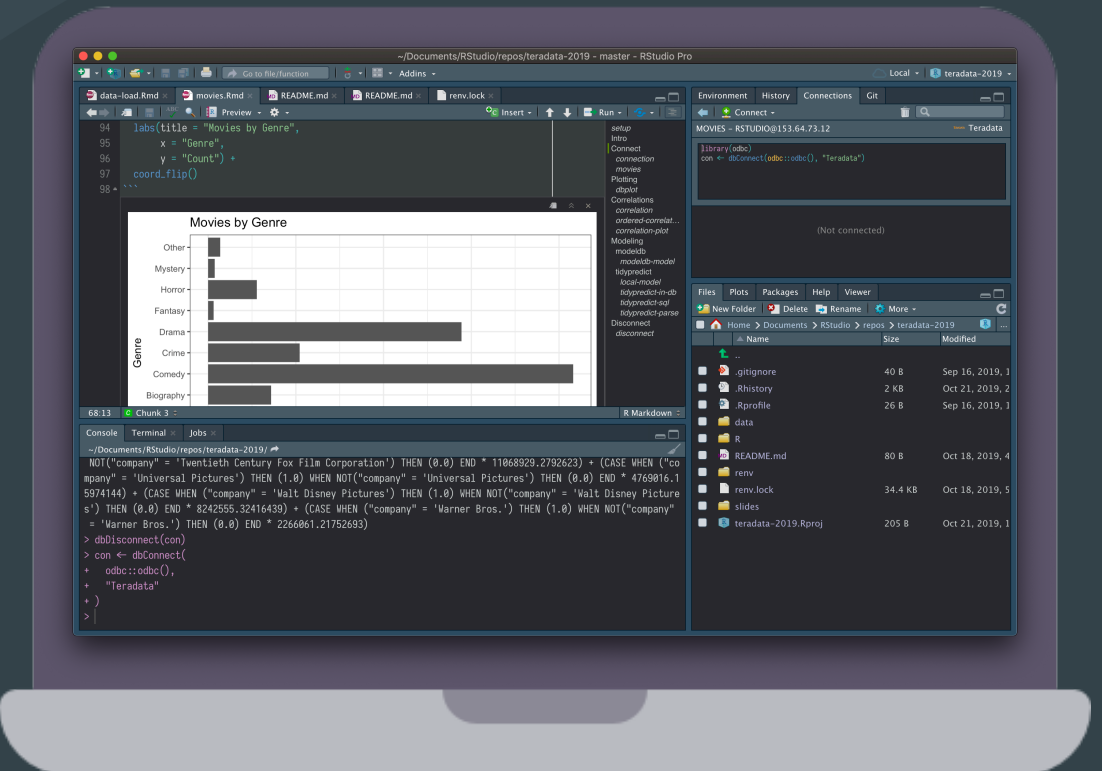 ~/Documents/RStudio/repos/teradata-2019 - master - RStudio Pro
Go to file/function
Addins
Local
teradata-2019
data-load.Rmd
movies.Rmd
README.md
README.md
renv.lock
ABC
Preview
Insert
Run
94 labs(title = "Movies by Genre",
95 x = "Genre",
96 y = "Count") +
97 coord_flip()
98 ```
Movies by Genre
Genre
Other
Mystery
Horror
Fantasy
Drama
Crime
Comedy
Biography
setup
Intro
Connect
connection
movies
Plotting
dbplot
Correlations
correlation
ordered-correlat...
correlation-plot
Modeling
modeldb
modeldb-model
tidypredict
local-model
tidypredict-in-db
tidypredict-sql
tidypredict-parse
Disconnect
disconnect
68:13
C Chunk 3
R Markdown
Console
Terminal
Jobs
~/Documents/RStudio/repos/teradata-2019/
NOT("company" = 'Twentieth Century Fox Film Corporation') THEN (0.0) END * 11068929.2792623) + (CASE WHEN ("co
mpany" = 'Universal Pictures') THEN (1.0) WHEN NOT("company" = 'Universal Pictures') THEN (0.0) END * 4769016.1
5974144) + (CASE WHEN ("company" = 'Walt Disney Pictures') THEN (1.0) WHEN NOT("company" = 'Walt Disney Picture
s') THEN (0.0) END * 8242555.32416439) + (CASE WHEN ("company" = 'Warner Bros.') THEN (1.0) WHEN NOT("company"
= 'Warner Bros.') THEN (0.0) END * 2266061.21752693)
> dbDisconnect(con)
> con <- dbConnect(
+ odbc::odbc(),
+ "Teradata"
+ )
>
Environment
History
Connections
Git
Connect
MOVIES - RSTUDIO@153.64.73.12
Teradata
library(odbc)
con <- dbConnect(odbc::odbc(), "Teradata")
(Not connected)
Files
Plots
Packages
Help
Viewer
New Folder
Delete
Rename
More
Home > Documents > RStudio > repos > teradata-2019
...
Name Size Modified
..
.gitignore 40 B Sep 16, 2019, 1
.Rhistory 2 KB Oct 21, 2019, 2
.Rprofile 26 B Sep 16, 2019, 1
data
R
README.md 80 B Oct 18, 2019, 4
renv
renv.lock 34.4 KB Oct 18, 2019, 5
slides
teradata-2019.Rproj 205 B Oct 21, 2019, 1